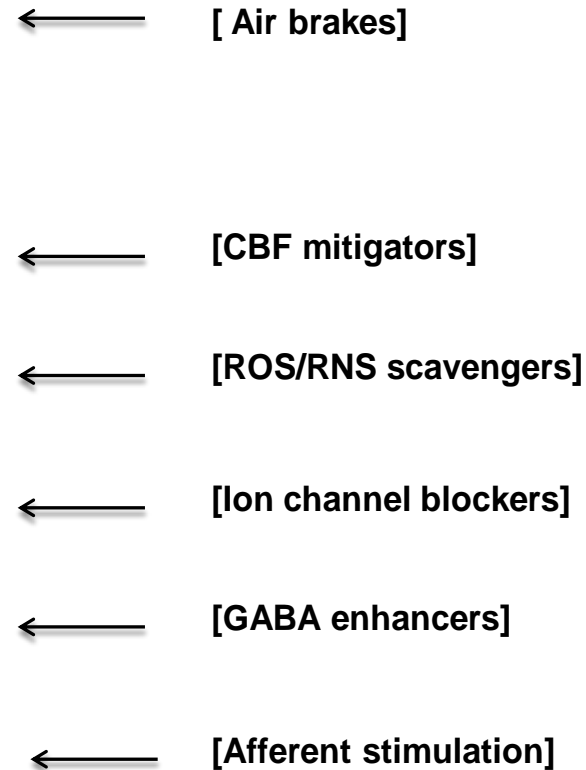 [ Air brakes]
[CBF mitigators]
[ROS/RNS scavengers]
[Ion channel blockers]
[GABA enhancers]
[Afferent stimulation]